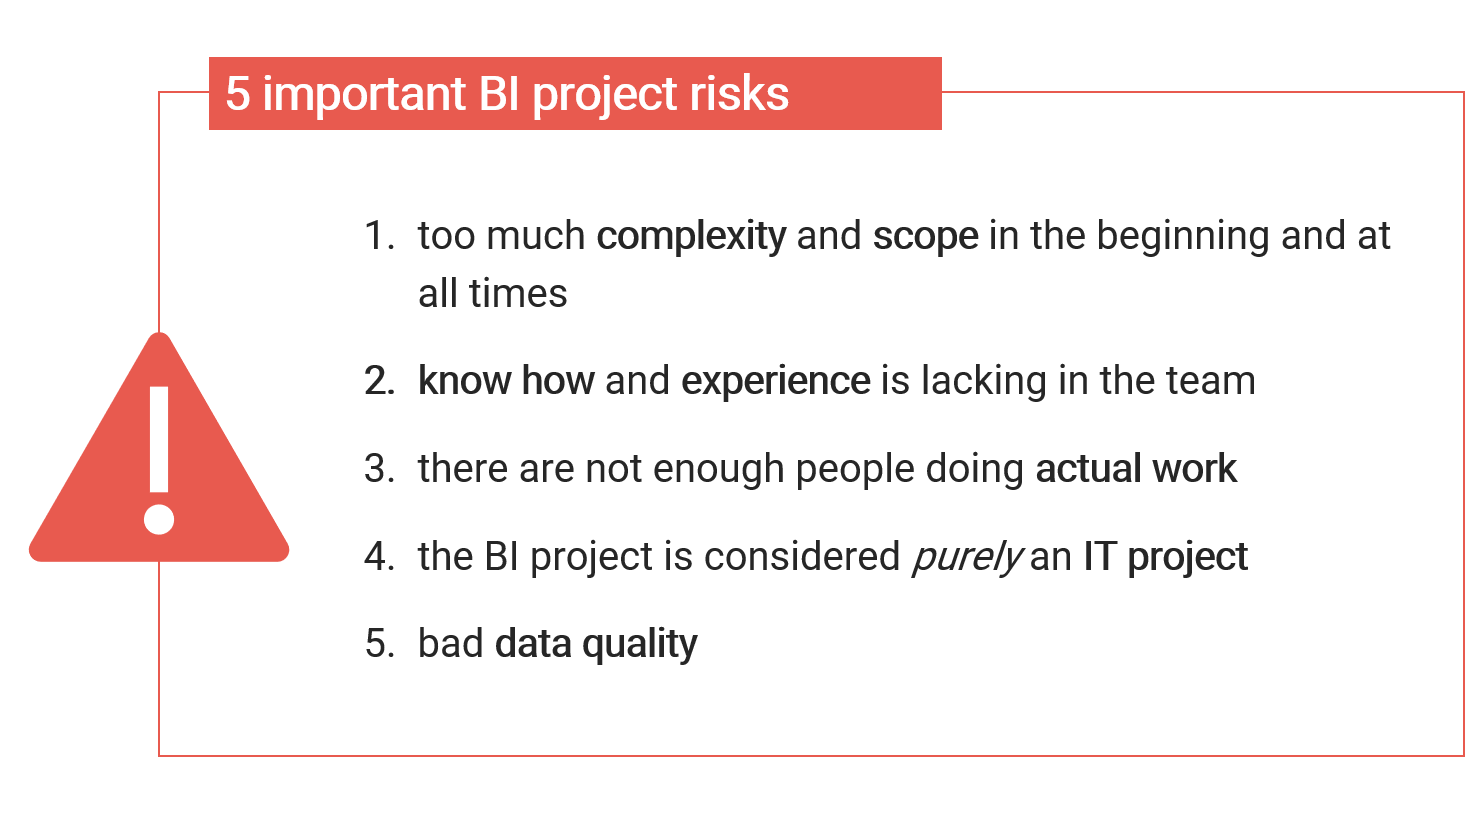 5 important BI project risks
1. too much complexity and scope in the beginning and at
all times
2. know how and experience is lacking in the team
3. there are not enough people doing actual work
4. the BI project is considered purely an IT project
5. bad data quality